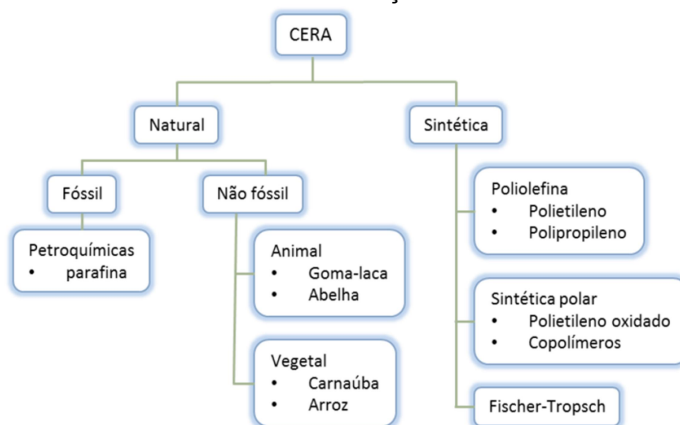 CERA
Natural
Sintética
Fóssil
Não fóssil
Petroquímicas
• parafina
Animal
• Goma-laca
• Abelha
Vegetal
• Carnaúba
• Arroz
Poliolefina
• Polietileno
• Polipropileno
Sintética polar
• Polietileno oxidado
• Copolímeros
Fischer-Tropsch